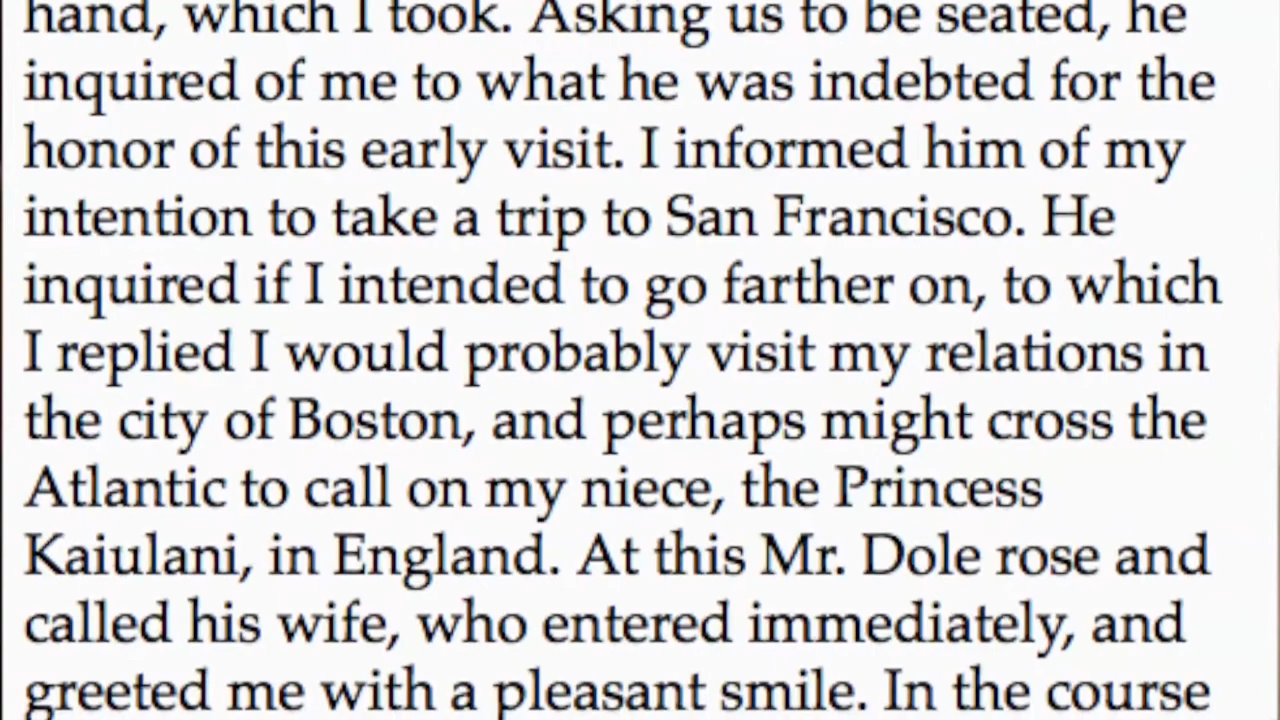 hand, which I took. Asking us to be seated, he
inquired of me to what he was indebted for the
honor of this early visit. I informed him of my
intention to take a trip to San Francisco. He
inquired if I intended to go farther on, to which
I replied I would probably visit my relations in
the city of Boston, and perhaps might cross the
Atlantic to call on my niece, the Princess
Kaiulani, in England. At this Mr. Dole rose and
called his wife, who entered immediately, and
greeted me with a pleasant smile. In the course